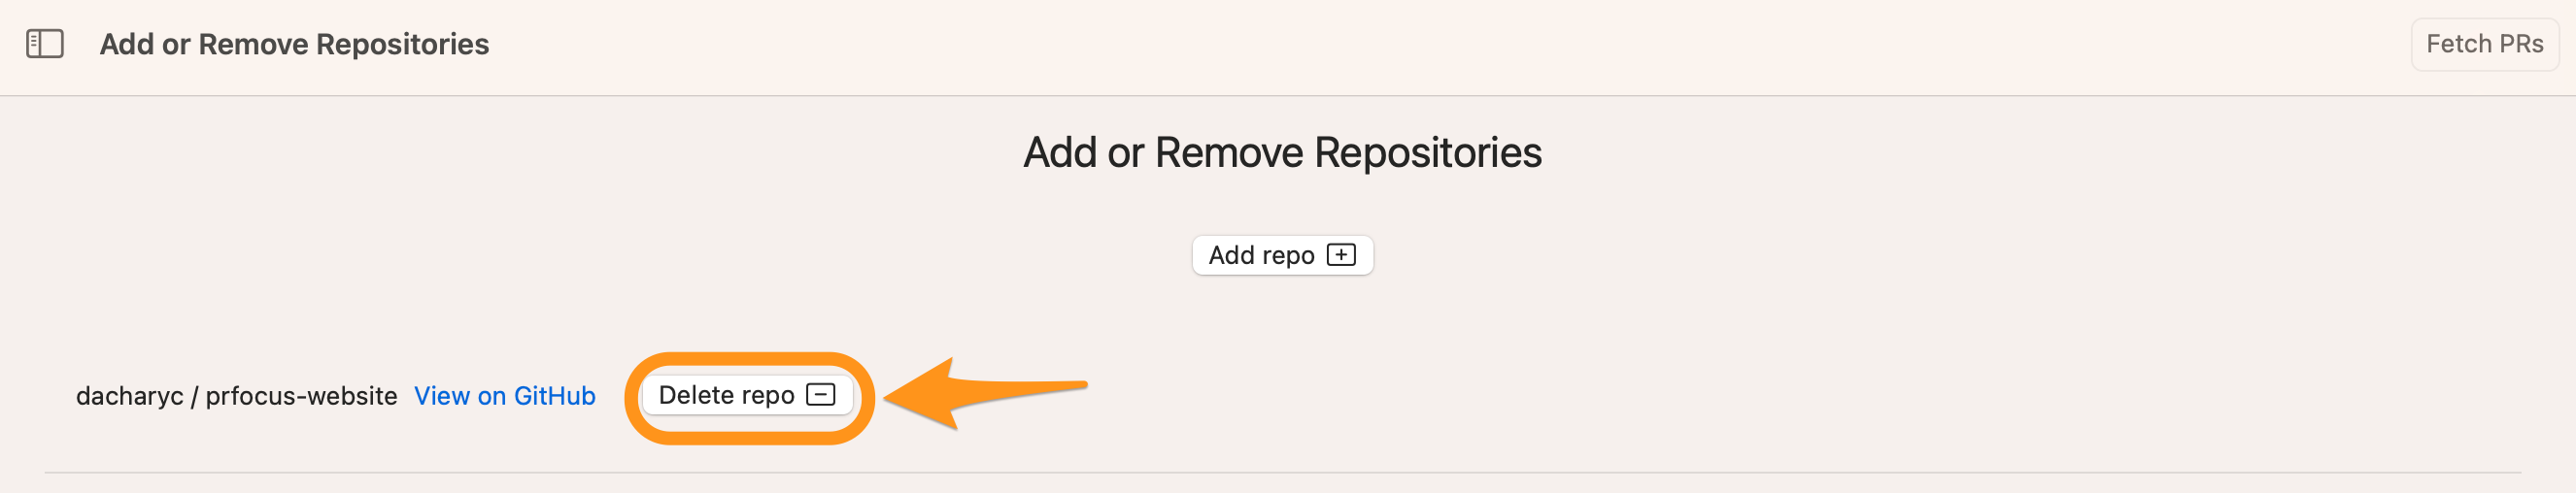 Add or Remove Repositories
Fetch PRs
Add or Remove Repositories
Add repo
dacharyc / prfocus-website View on GitHub Delete repo